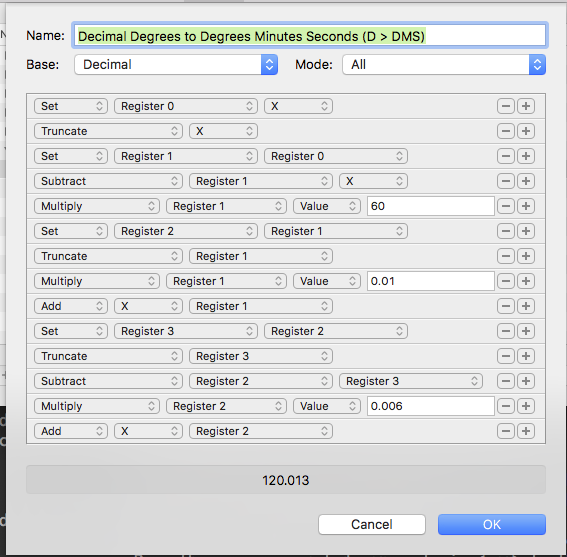 Name: Decimal Degrees to Degrees Minutes Seconds (D > DMS)
Base: Decimal Mode: All
Set Register 0 X
Truncate X
Set Register 1 Register 0
Subtract Register 1 X
Multiply Register 1 Value 60
Set Register 2 Register 1
Truncate Register 1
Multiply Register 1 Value 0.01
Add X Register 1
Set Register 3 Register 2
Truncate Register 3
Subtract Register 2 Register 3
Multiply Register 2 Value 0.006
Add X Register 2
120.013
Cancel OK